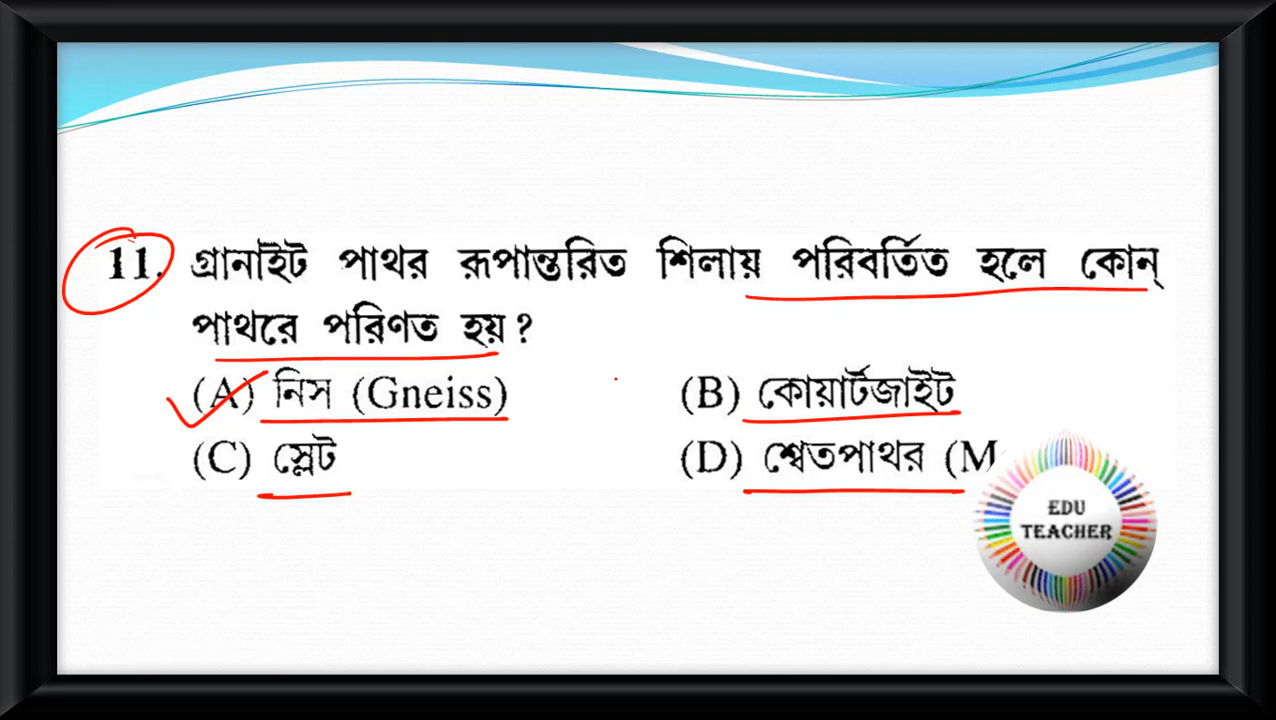 11. গ্রানাইট পাথর রূপান্তরিত শিলায় পরিবর্তিত হলে কোন্
পাথরে পরিণত হয়?
(A) নিস (Gneiss) (B) কোয়ার্টজাইট
(C) স্লেট (D) শ্বেতপাথর
EDU
TEACHER